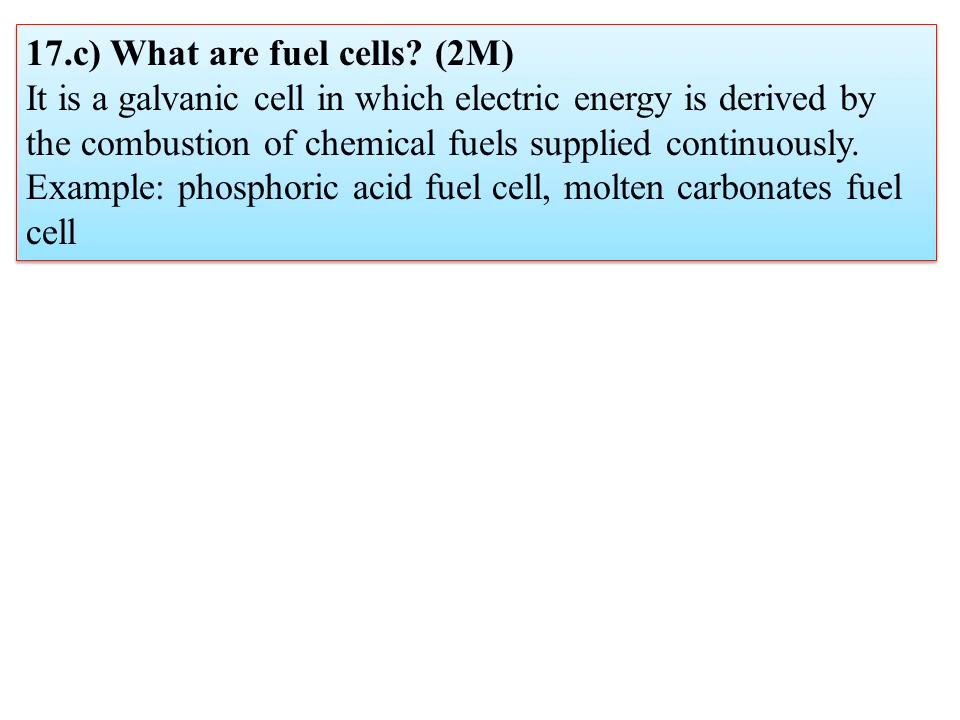 17.c) What are fuel cells? (2M)
It is a galvanic cell in which electric energy is derived by
the combustion of chemical fuels supplied continuously.
Example: phosphoric acid fuel cell, molten carbonates fuel
cell